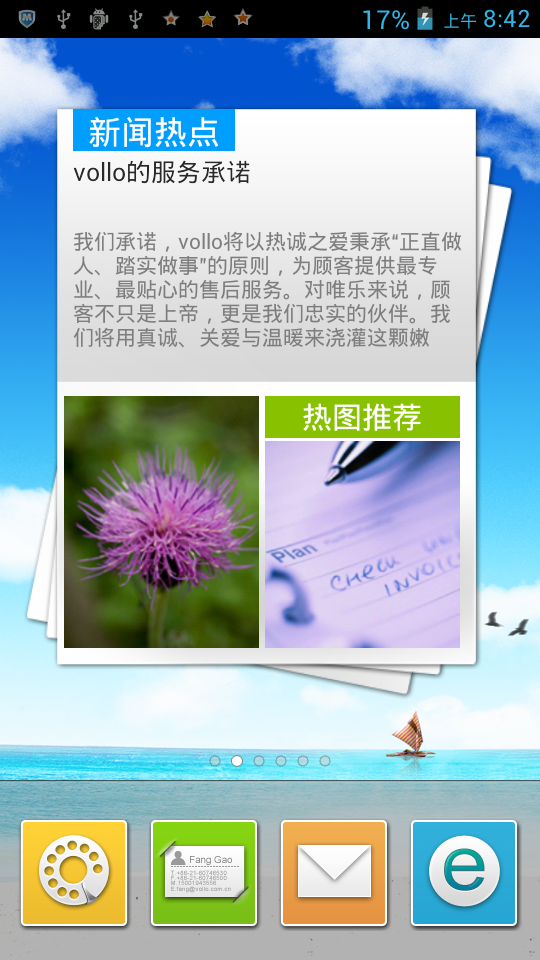 17% 上午 8:42
新闻热点
vollo的服务承诺
我们承诺，vollo将以热诚之爱秉承“正直做
人、踏实做事”的原则，为顾客提供最专
业、最贴心的售后服务。对唯乐来说，顾
客不只是上帝，更是我们忠实的伙伴。我
们将用真诚、关爱与温暖来浇灌这颗嫩
热图推荐
Plan
CHECK
INVOIC
Fang Gao
T.+86-21-60746530
F.+86-21-60746500
M.15001943556
E.fang@vollo.com.cn